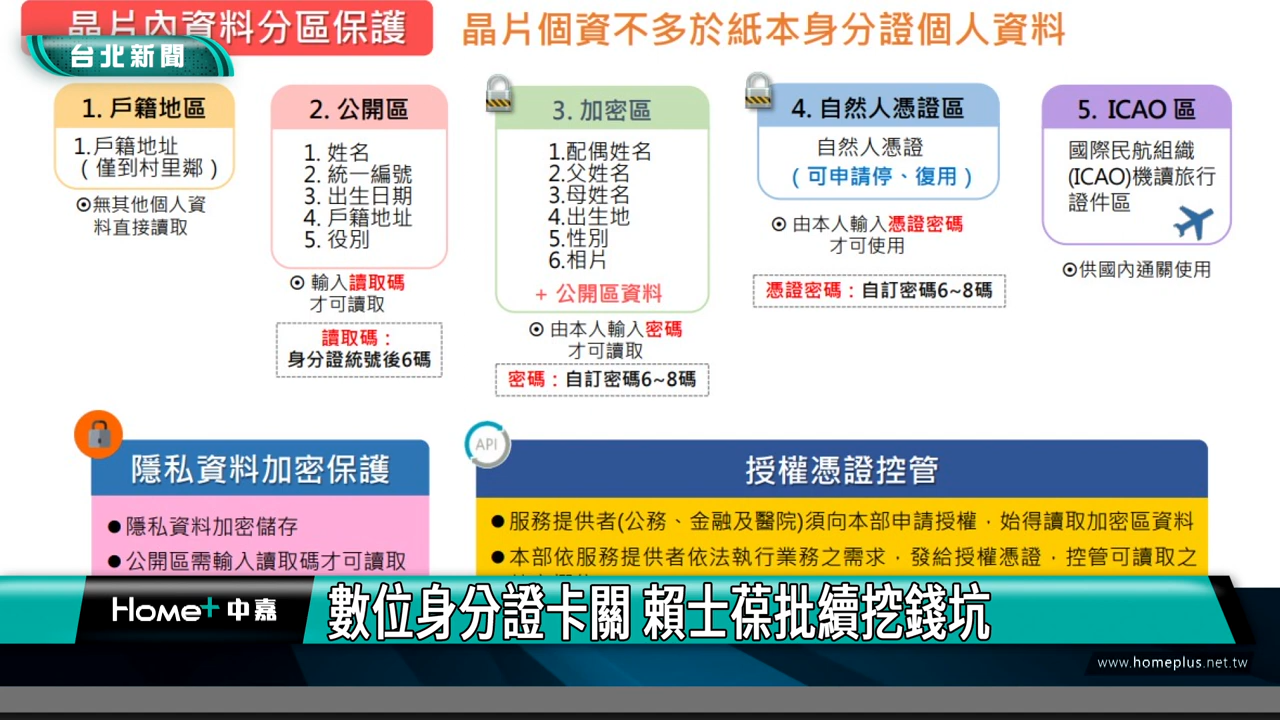 晶片內資料分區保護
晶片個資不多於紙本身分證個人資料
台北新聞
1. 戶籍地區
1.戶籍地址
（僅到村里鄰）
⊙無其他個人資
料直接讀取
2. 公開區
1. 姓名
2. 統一編號
3. 出生日期
4. 戶籍地址
5. 役別
⊙ 輸入讀取碼
才可讀取
讀取碼：
身分證統號後6碼
3. 加密區
1.配偶姓名
2.父姓名
3.母姓名
4.出生地
5.性別
6.相片
+ 公開區資料
⊙ 由本人輸入密碼
才可讀取
密碼：自訂密碼6~8碼
4. 自然人憑證區
自然人憑證
（可申請停、復用）
⊙ 由本人輸入憑證密碼
才可使用
憑證密碼：自訂密碼6~8碼
5. ICAO 區
國際民航組織
(ICAO)機讀旅行
證件區
⊙供國內通關使用
隱私資料加密保護
●隱私資料加密儲存
●公開區需輸入讀取碼才可讀取
API
授權憑證控管
●服務提供者(公務、金融及醫院)須向本部申請授權，始得讀取加密區資料
●本部依服務提供者依法執行業務之需求，發給授權憑證，控管可讀取之
Home+中嘉
數位身分證卡關 賴士葆批續挖錢坑
www.homeplus.net.tw